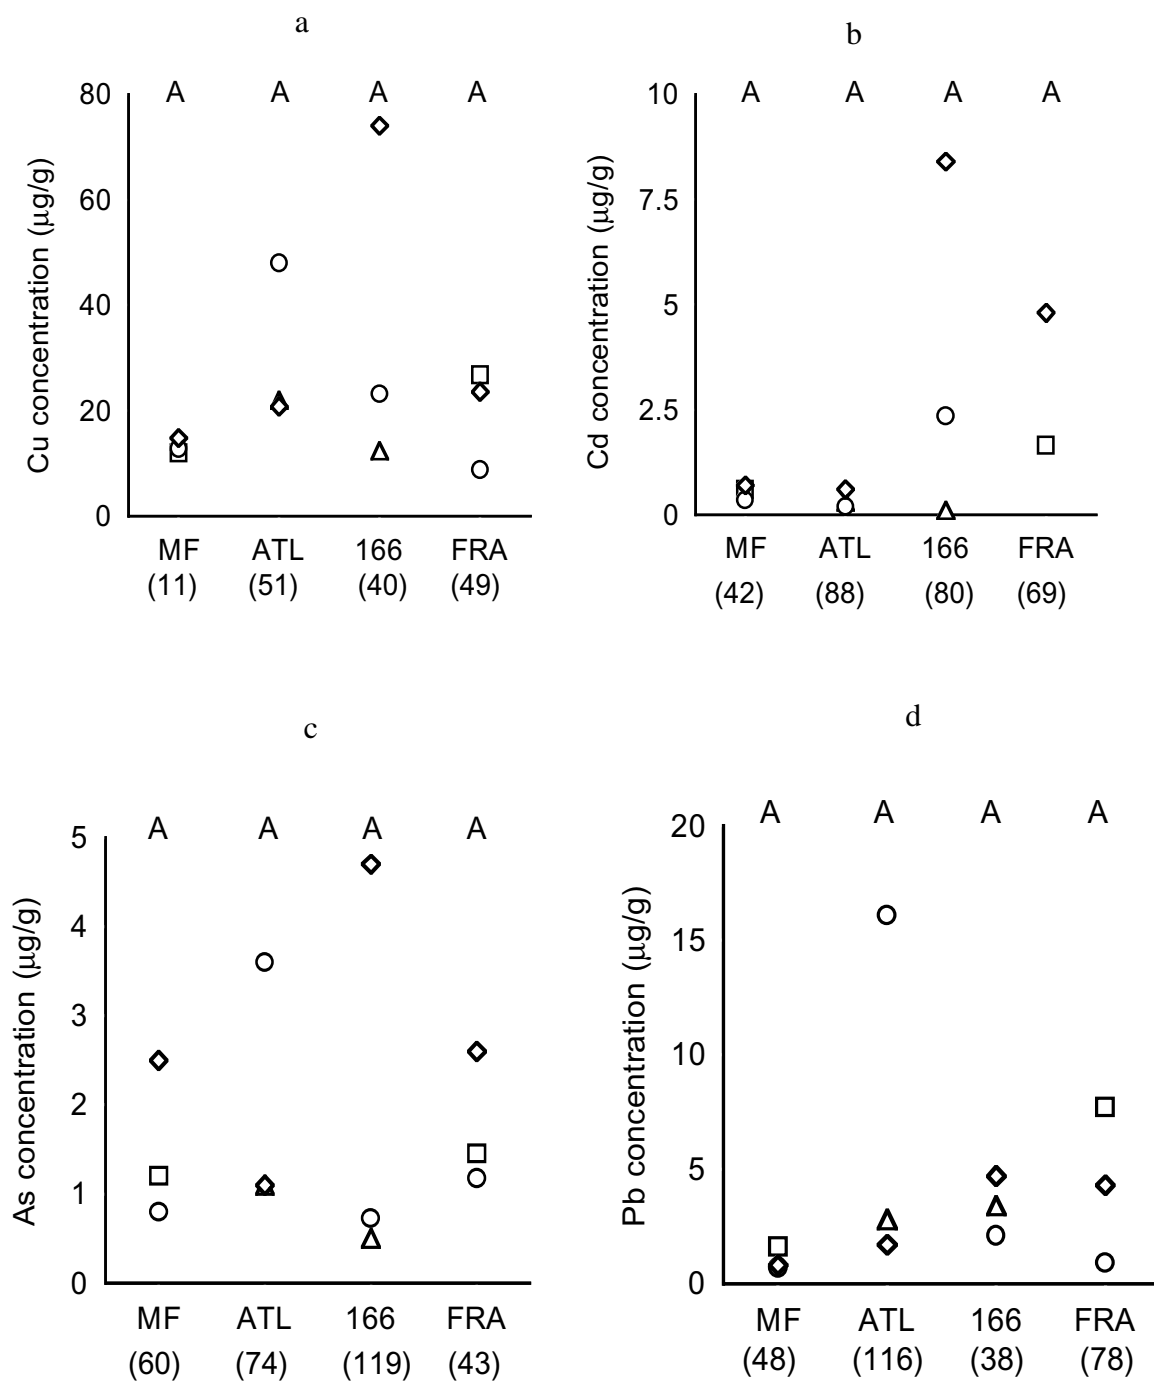 a
80 A A A A
60
40
20
0
Cu concentration (µg/g)
MF ATL 166 FRA
(11) (51) (40) (49)
b
10 A A A A
7.5
5
2.5
0
Cd concentration (µg/g)
MF ATL 166 FRA
(42) (88) (80) (69)
c
5 A A A A
4
3
2
1
0
As concentration (µg/g)
MF ATL 166 FRA
(60) (74) (119) (43)
d
20 A A A A
15
10
5
0
Pb concentration (µg/g)
MF ATL 166 FRA
(48) (116) (38) (78)